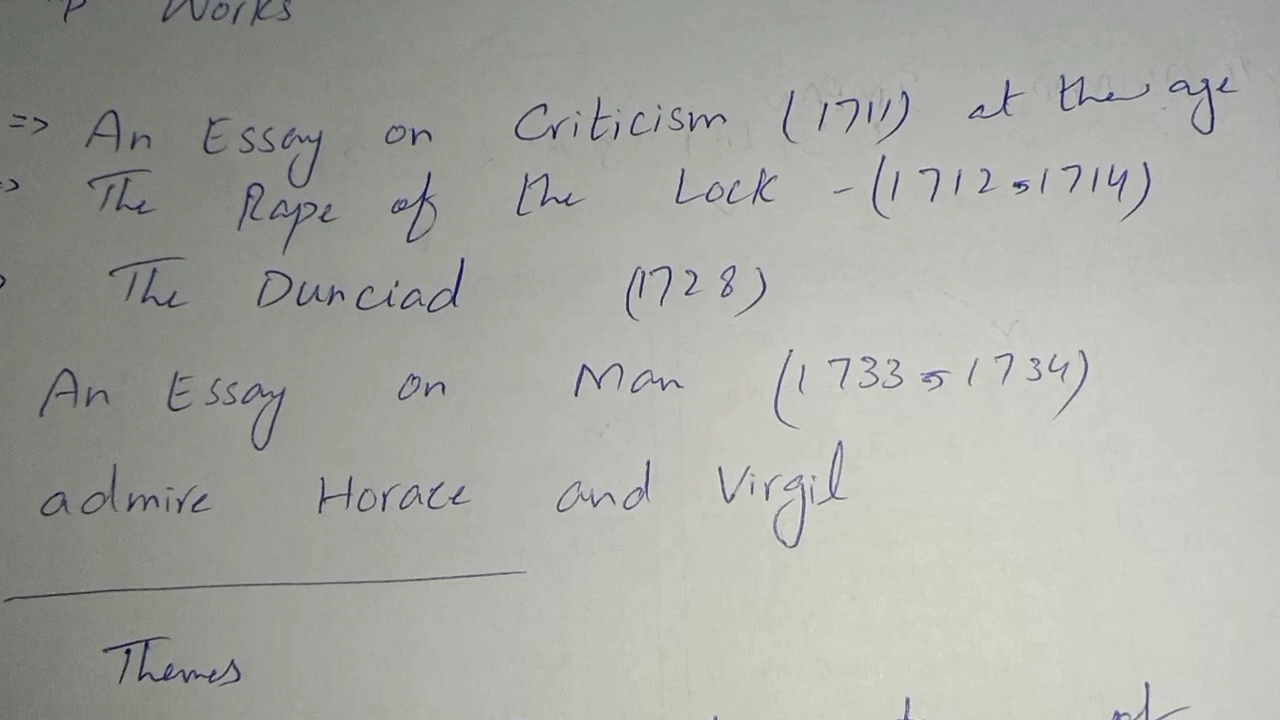 Works
=> An Essay on Criticism (1711) at the age
=> The Rape of the Lock - (1712,1714)
The Dunciad (1728)
An Essay on Man (1733,1734)
admire Horace and Virgil
Themes